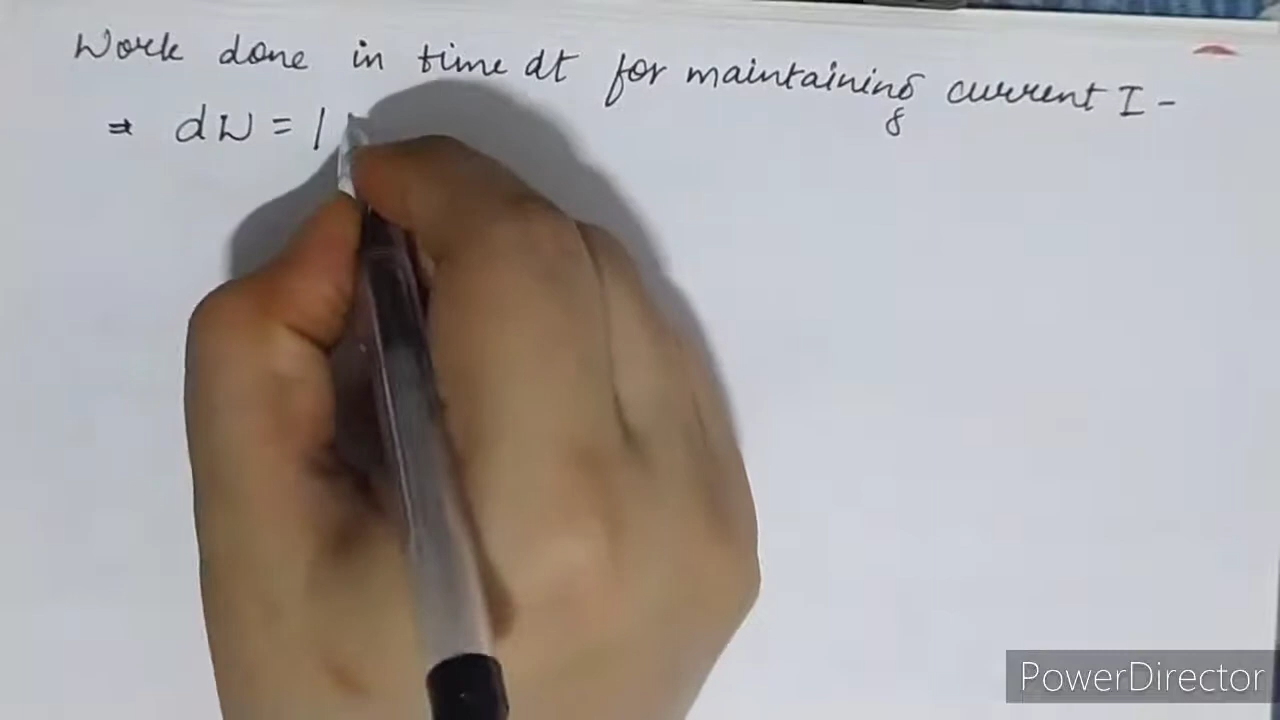 Work done in time dt for maintaining current I -
⇒ dW = |
PowerDirector